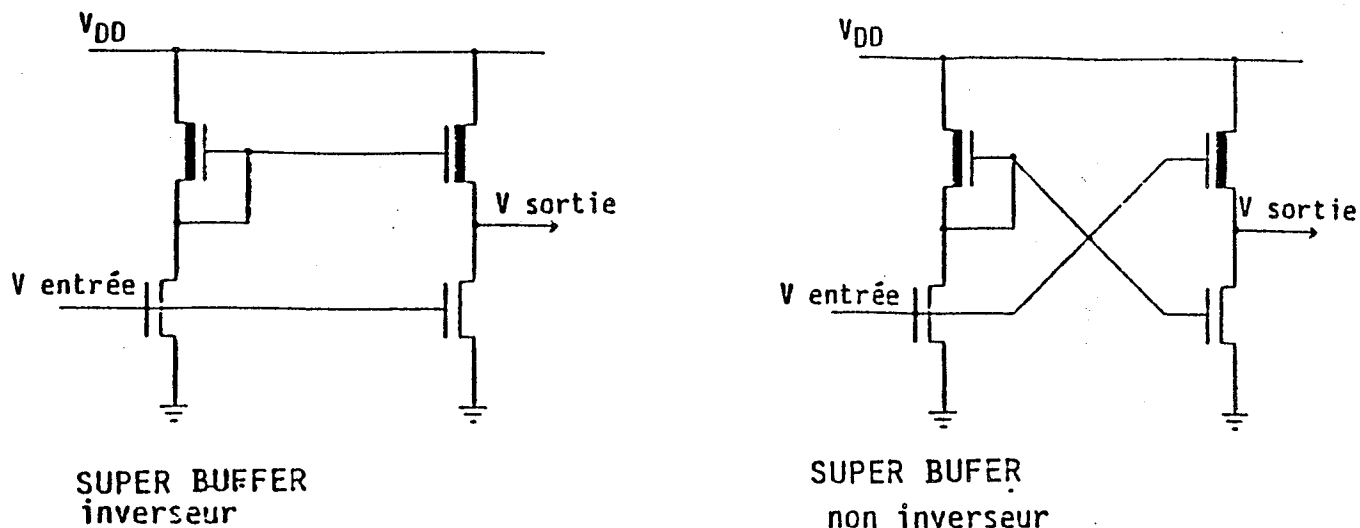 VDD
V sortie
V entrée
SUPER BUFFER
inverseur
VDD
V sortie
V entrée
SUPER BUFER
non inverseur